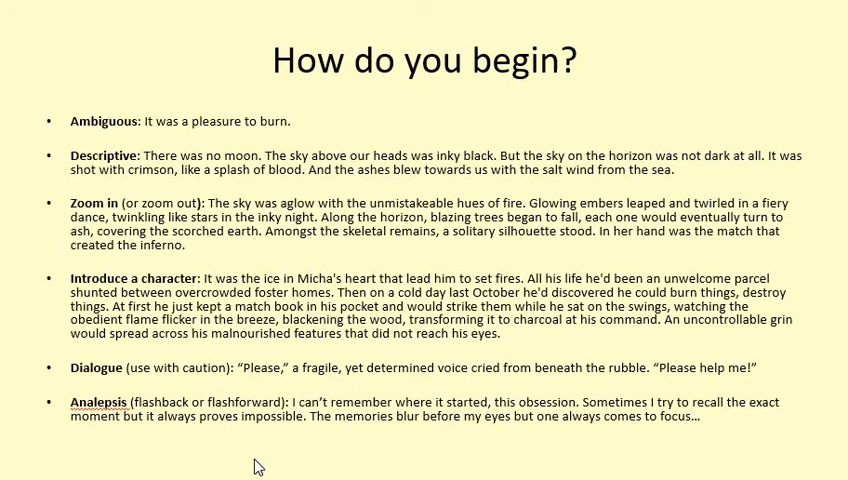 How do you begin?
• Ambiguous: It was a pleasure to burn.
• Descriptive: There was no moon. The sky above our heads was inky black. But the sky on the horizon was not dark at all. It was
shot with crimson, like a splash of blood. And the ashes blew towards us with the salt wind from the sea.
• Zoom in (or zoom out): The sky was aglow with the unmistakeable hues of fire. Glowing embers leaped and twirled in a fiery
dance, twinkling like stars in the inky night. Along the horizon, blazing trees began to fall, each one would eventually turn to
ash, covering the scorched earth. Amongst the skeletal remains, a solitary silhouette stood. In her hand was the match that
created the inferno.
• Introduce a character: It was the ice in Micha's heart that lead him to set fires. All his life he'd been an unwelcome parcel
shunted between overcrowded foster homes. Then on a cold day last October he'd discovered he could burn things, destroy
things. At first he just kept a match book in his pocket and would strike them while he sat on the swings, watching the
obedient flame flicker in the breeze, blackening the wood, transforming it to charcoal at his command. An uncontrollable grin
would spread across his malnourished features that did not reach his eyes.
• Dialogue (use with caution): “Please,” a fragile, yet determined voice cried from beneath the rubble. “Please help me!”
• Analepsis (flashback or flashforward): I can’t remember where it started, this obsession. Sometimes I try to recall the exact
moment but it always proves impossible. The memories blur before my eyes but one always comes to focus…